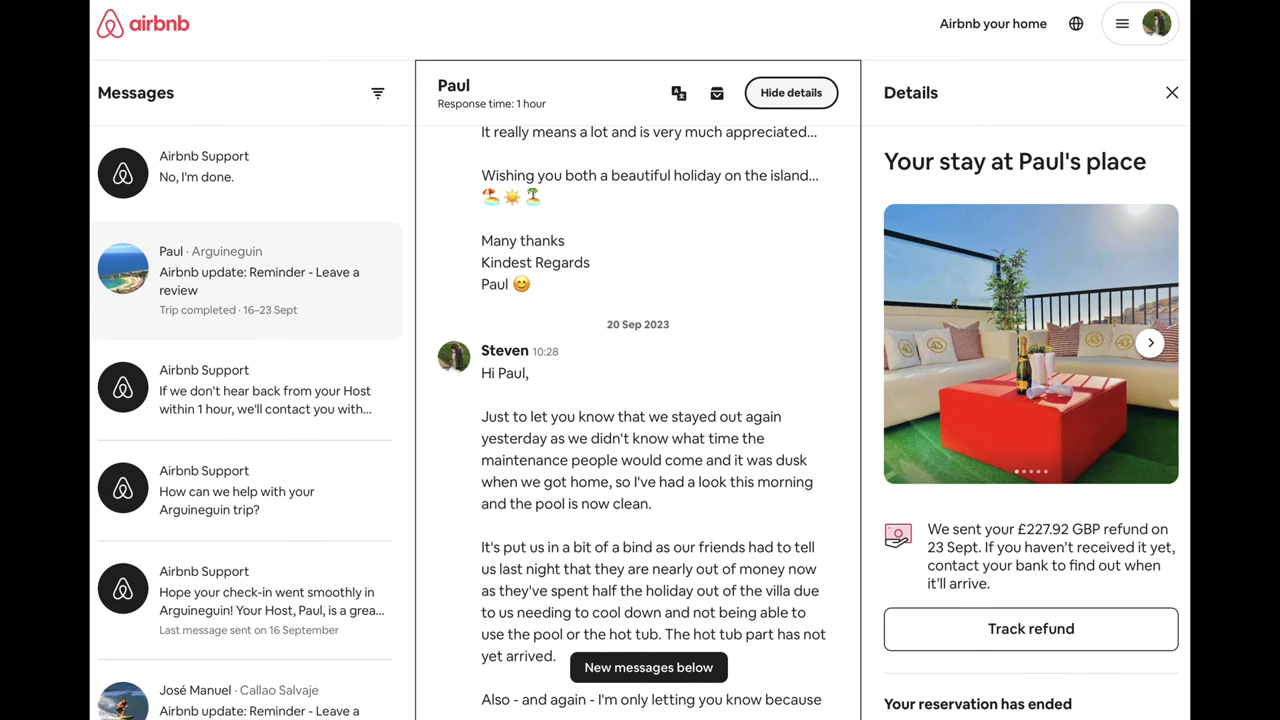 airbnb
Airbnb your home
Messages
Airbnb Support
No, I'm done.
Paul · Arguineguin
Airbnb update: Reminder - Leave a
review
Trip completed · 16–23 Sept
Airbnb Support
If we don't hear back from your Host
within 1 hour, we'll contact you with...
Airbnb Support
How can we help with your
Arguineguin trip?
Airbnb Support
Hope your check-in went smoothly in
Arguineguin! Your Host, Paul, is a grea...
Last message sent on 16 September
José Manuel · Callao Salvaje
Airbnb update: Reminder - Leave a
Paul
Response time: 1 hour
Hide details
It really means a lot and is very much appreciated...
Wishing you both a beautiful holiday on the island...
🏖️ ☀️ 🏝️
Many thanks
Kindest Regards
Paul 😊
20 Sep 2023
Steven 10:28
Hi Paul,
Just to let you know that we stayed out again
yesterday as we didn't know what time the
maintenance people would come and it was dusk
when we got home, so I've had a look this morning
and the pool is now clean.
It's put us in a bit of a bind as our friends had to tell
us last night that they are nearly out of money now
as they've spent half the holiday out of the villa due
to us needing to cool down and not being able to
use the pool or the hot tub. The hot tub part has not
yet arrived.
New messages below
Also - and again - I'm only letting you know because
Details
Your stay at Paul's place
43
43
43
43
We sent your £227.92 GBP refund on
23 Sept. If you haven't received it yet,
contact your bank to find out when
it'll arrive.
Track refund
Your reservation has ended